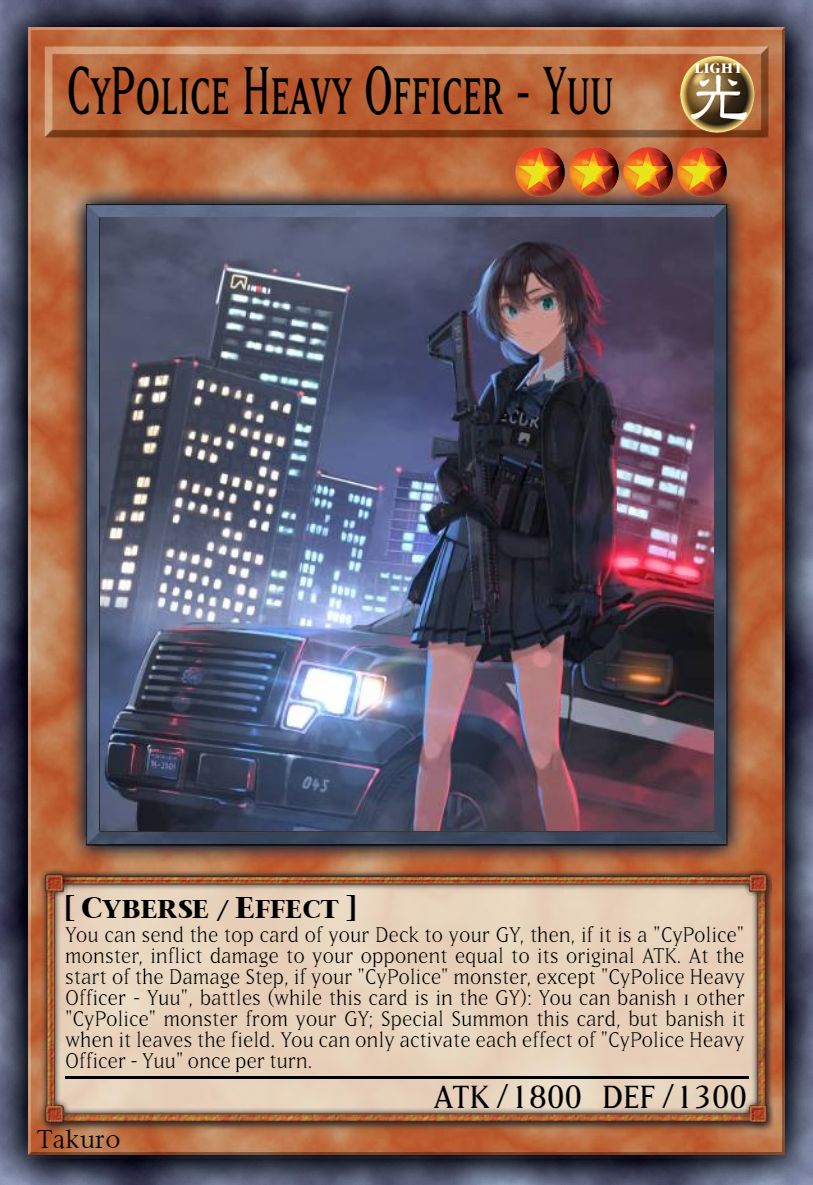 CyPolice Heavy Officer - Yuu
LIGHT
光
[ Cyberse / Effect ]
You can send the top card of your Deck to your GY, then, if it is a "CyPolice"
monster, inflict damage to your opponent equal to its original ATK. At the
start of the Damage Step, if your "CyPolice" monster, except "CyPolice Heavy
Officer - Yuu", battles (while this card is in the GY): You can banish 1 other
"CyPolice" monster from your GY; Special Summon this card, but banish it
when it leaves the field. You can only activate each effect of "CyPolice Heavy
Officer - Yuu" once per turn.
ATK / 1800 DEF / 1300
Takuro
045